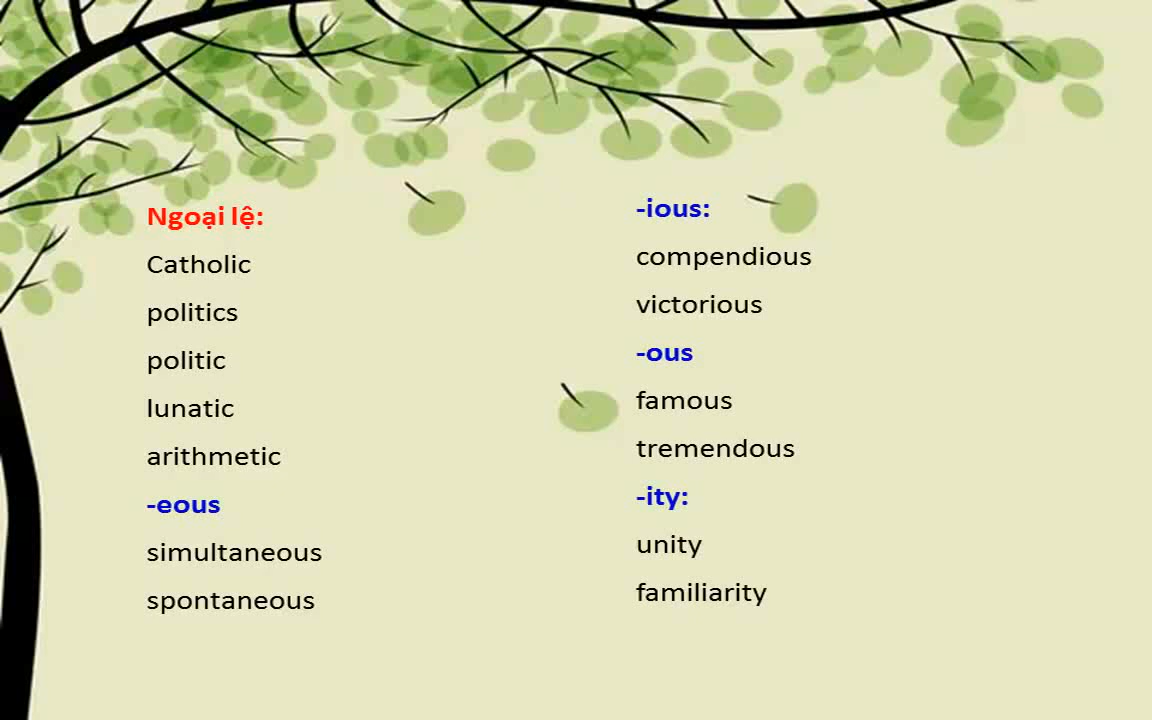 Ngoại lệ:
Catholic
politics
politic
lunatic
arithmetic
-eous
simultaneous
spontaneous
-ious:
compendious
victorious
-ous
famous
tremendous
-ity:
unity
familiarity